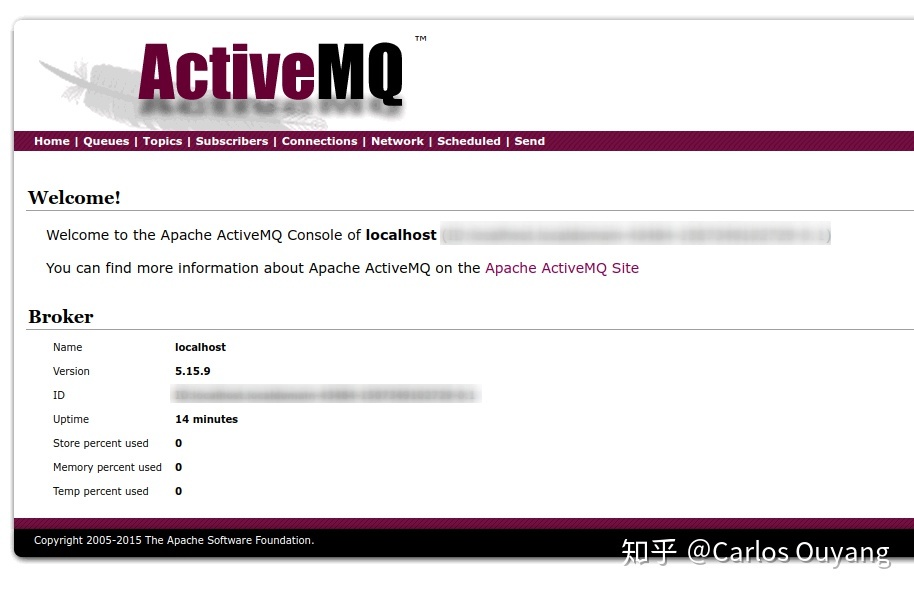 ActiveMQ ™
Home | Queues | Topics | Subscribers | Connections | Network | Scheduled | Send
Welcome!
Welcome to the Apache ActiveMQ Console of localhost
You can find more information about Apache ActiveMQ on the Apache ActiveMQ Site
Broker
Name localhost
Version 5.15.9
ID
Uptime 14 minutes
Store percent used 0
Memory percent used 0
Temp percent used 0
Copyright 2005-2015 The Apache Software Foundation.
知乎 @Carlos Ouyang